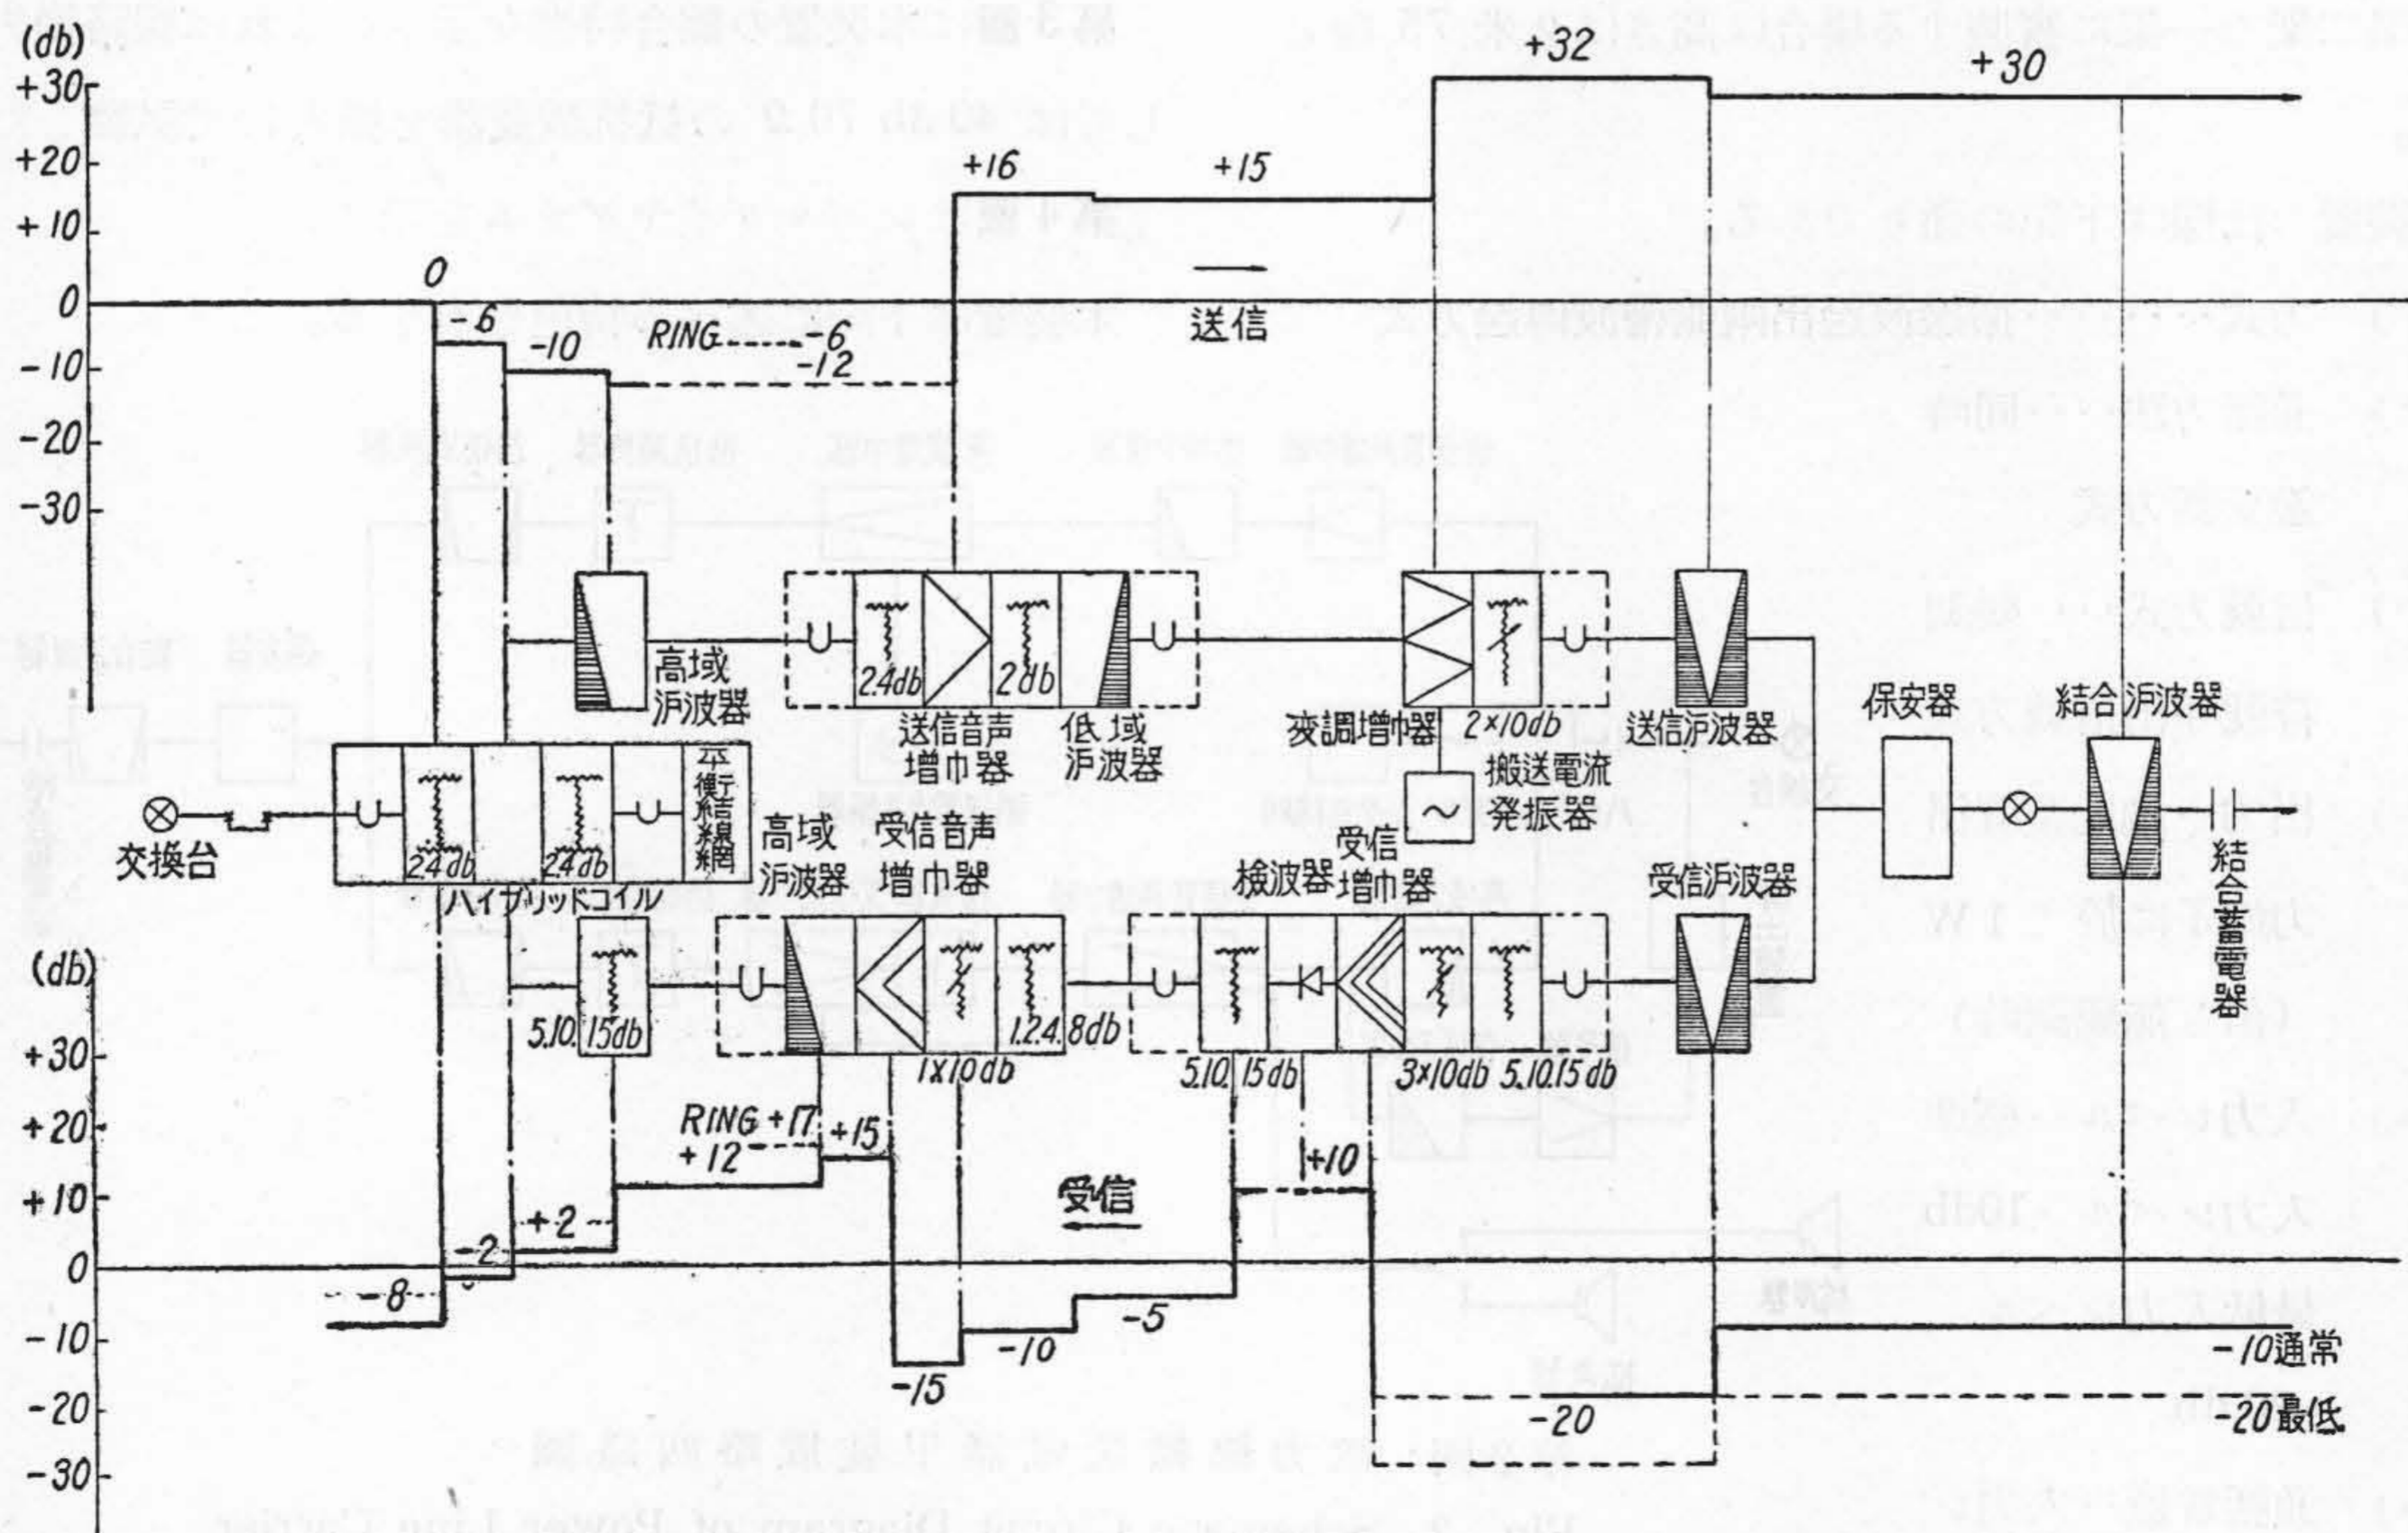 (db)
+30
+20
+10
0
-10
-20
-30
0
-6
-10
RING -6
-12
+16
+15
+32
+30
送信
高域
沪波器
2.4db
2db
送信音声
増巾器
低域
沪波器
変調増巾器
2×10db
搬送電流
発振器
送信沪波器
保安器
結合沪波器
結合蓄電器
交換台
2.4db
2.4db
平衡結線網
ハイブリッドコイル
5.10.15db
高域
沪波器
受信音声
増巾器
1×10db
1.2.4.8db
検波器
受信
増巾器
5.10.15db
3×10db
5.10.15db
受信沪波器
(db)
+30
+20
+10
0
-10
-20
-30
-8
-2
+2
RING +17
+12
+15
-15
-10
-5
+10
受信
-20
-10通常
-20最低